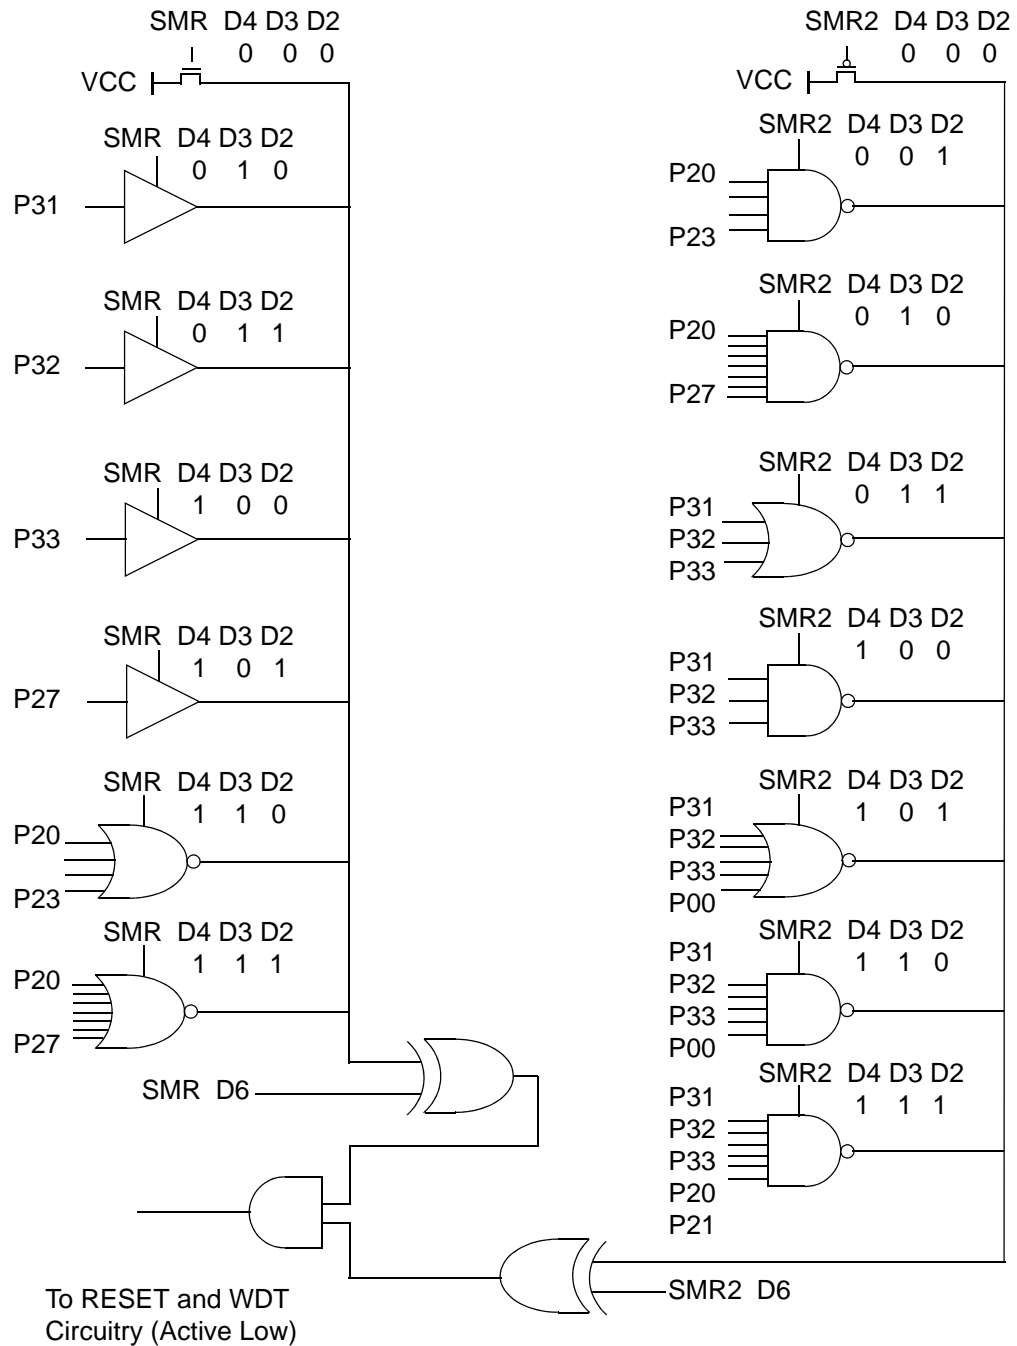 SMR D4 D3 D2
0 0 0
VCC
SMR D4 D3 D2
0 1 0
P31
SMR D4 D3 D2
0 1 1
P32
SMR D4 D3 D2
1 0 0
P33
SMR D4 D3 D2
1 0 1
P27
SMR D4 D3 D2
1 1 0
P20
P23
SMR D4 D3 D2
1 1 1
P20
P27
SMR D6
To RESET and WDT
Circuitry (Active Low)
SMR2 D4 D3 D2
0 0 0
VCC
SMR2 D4 D3 D2
0 0 1
P20
P23
SMR2 D4 D3 D2
0 1 0
P20
P27
SMR2 D4 D3 D2
0 1 1
P31
P32
P33
SMR2 D4 D3 D2
1 0 0
P31
P32
P33
SMR2 D4 D3 D2
1 0 1
P31
P32
P33
P00
SMR2 D4 D3 D2
1 1 0
P31
P32
P33
P00
SMR2 D4 D3 D2
1 1 1
P31
P32
P33
P20
P21
SMR2 D6